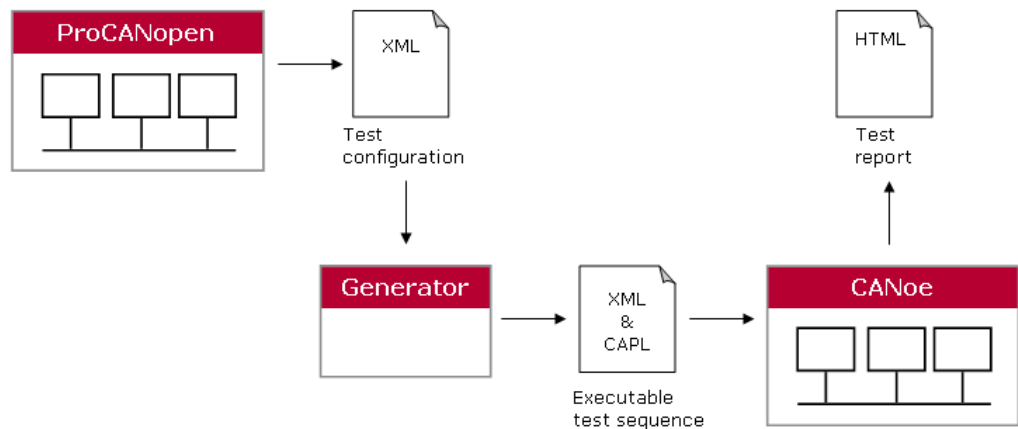 ProCANopen
XML
Test
configuration
HTML
Test
report
Generator
XML
&
CAPL
Executable
test sequence
CANoe